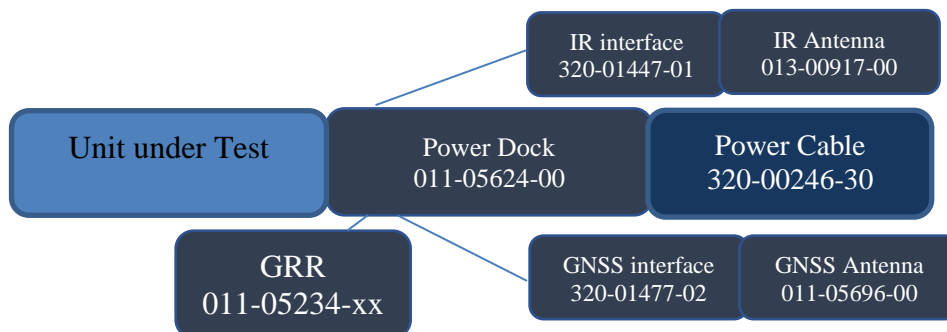 IR interface
320-01447-01
IR Antenna
013-00917-00
Unit under Test
Power Dock
011-05624-00
Power Cable
320-00246-30
GRR
011-05234-xx
GNSS interface
320-01477-02
GNSS Antenna
011-05696-00